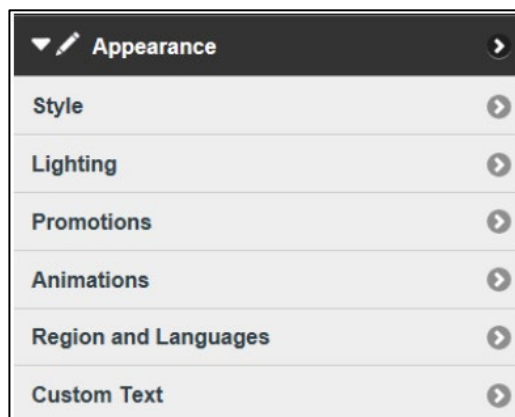 Appearance
Style
Lighting
Promotions
Animations
Region and Languages
Custom Text